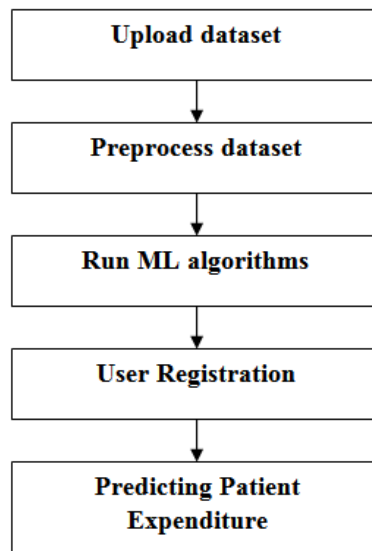 Upload dataset
Preprocess dataset
Run ML algorithms
User Registration
Predicting Patient
Expenditure